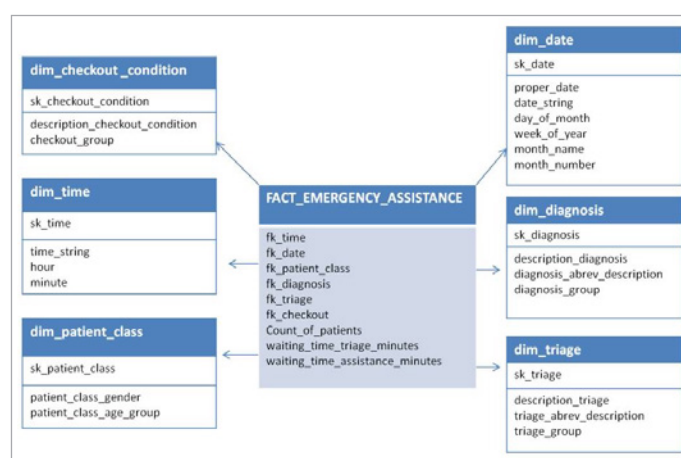 dim_checkout_condition
sk_checkout_condition
description_checkout_condition
checkout_group
dim_time
sk_time
time_string
hour
minute
dim_patient_class
sk_patient_class
patient_class_gender
patient_class_age_group
FACT_EMERGENCY_ASSISTANCE
fk_time
fk_date
fk_patient_class
fk_diagnosis
fk_triage
fk_checkout
Count_of_patients
waiting_time_triage_minutes
waiting_time_assistance_minutes
dim_date
sk_date
proper_date
date_string
day_of_month
week_of_year
month_name
month_number
dim_diagnosis
sk_diagnosis
description_diagnosis
diagnosis_abrev_description
diagnosis_group
dim_triage
sk_triage
description_triage
triage_abrev_description
triage_group